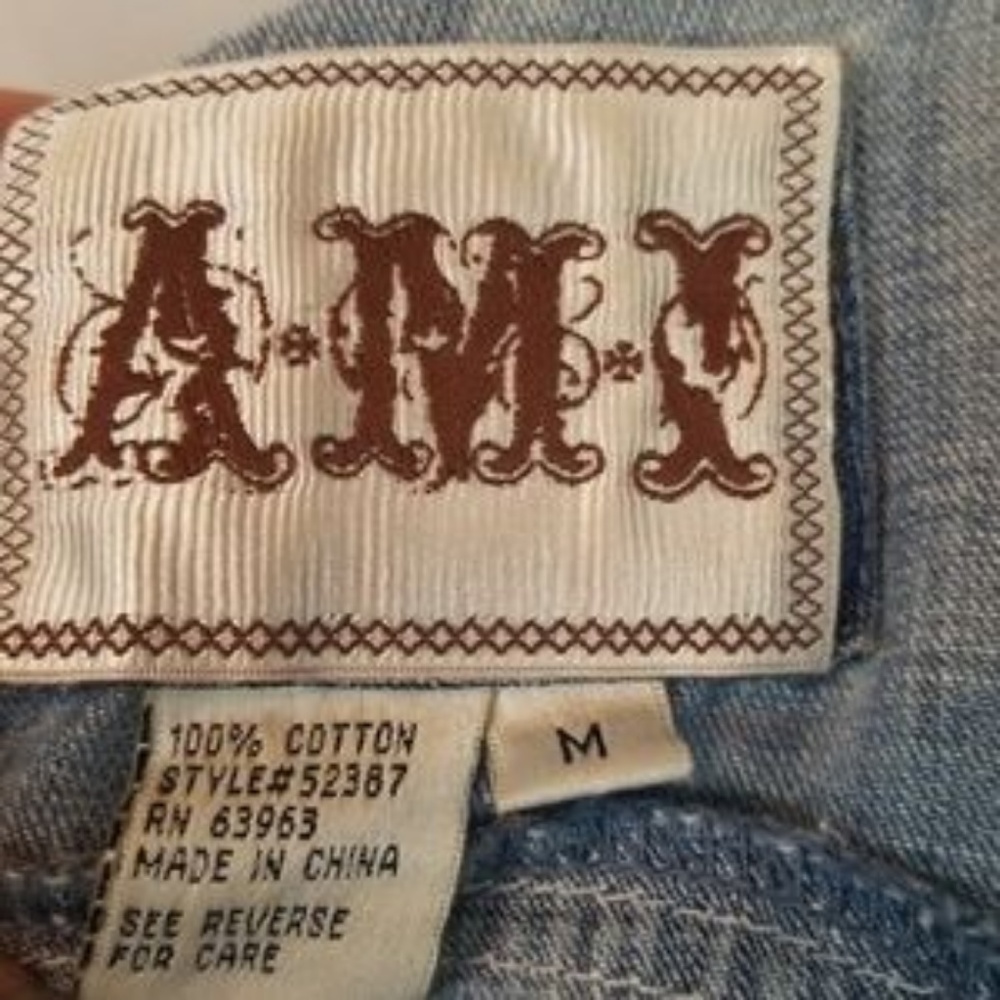 A·M·I
100% COTTON
STYLE#52387
RN 63963
MADE IN CHINA
SEE REVERSE
FOR CARE
M